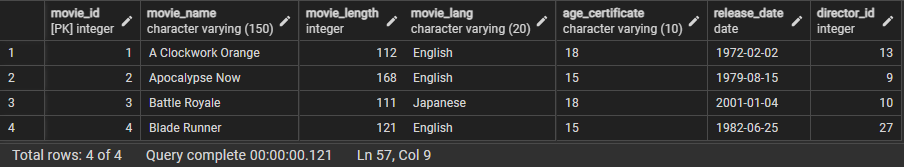 movie_id movie_name movie_length movie_lang age_certificate release_date director_id
[PK] integer character varying (150) integer character varying (20) character varying (10) date integer
1 1 A Clockwork Orange 112 English 18 1972-02-02 13
2 2 Apocalypse Now 168 English 15 1979-08-15 9
3 3 Battle Royale 111 Japanese 18 2001-01-04 10
4 4 Blade Runner 121 English 15 1982-06-25 27
Total rows: 4 of 4 Query complete 00:00:00.121 Ln 57, Col 9